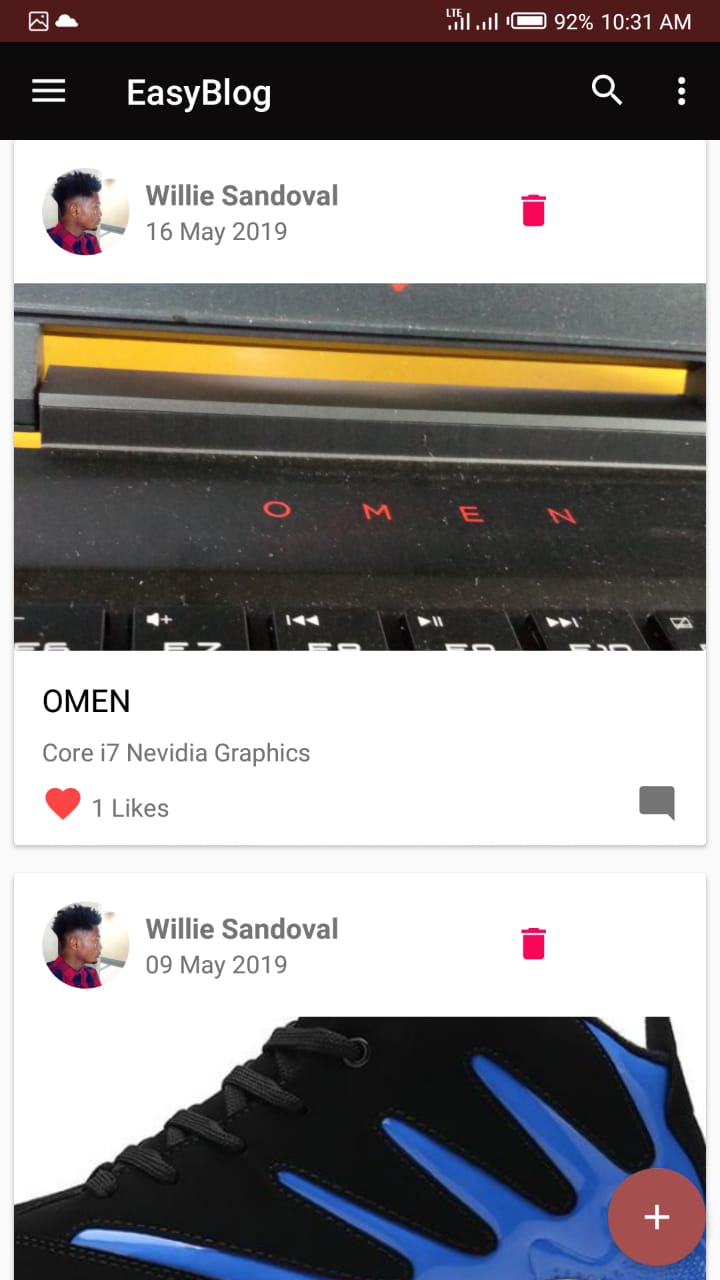 LTE 92% 10:31 AM
EasyBlog
Willie Sandoval
16 May 2019
O M E N
OMEN
Core i7 Nevidia Graphics
1 Likes
Willie Sandoval
09 May 2019